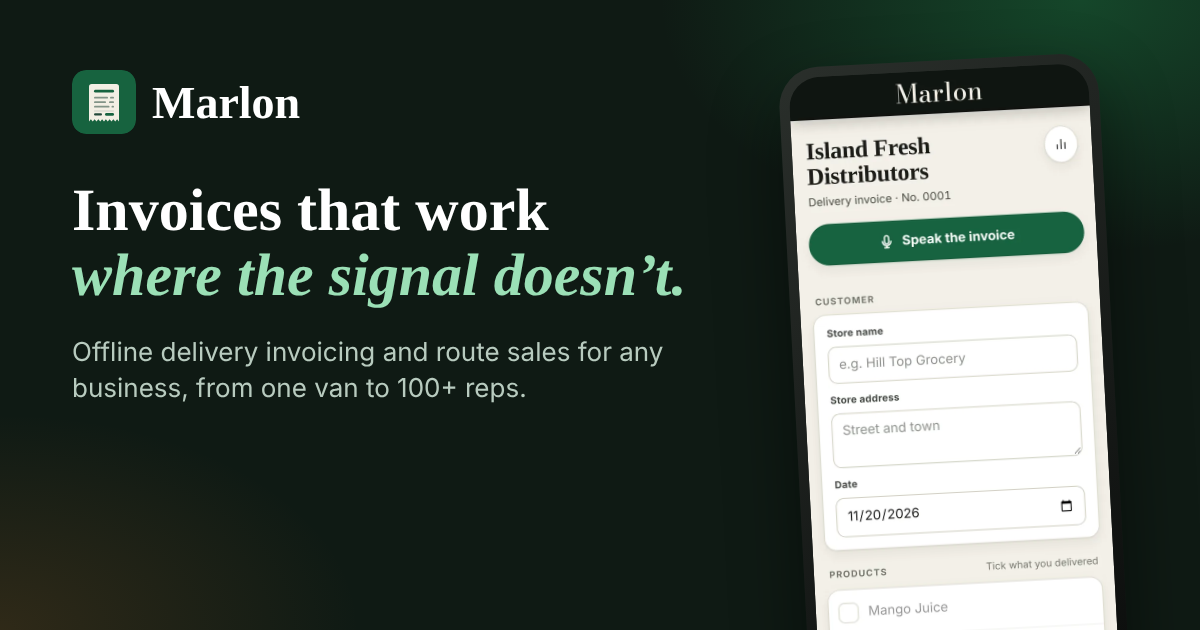 Marlon
Invoices that work
where the signal doesn’t.
Offline delivery invoicing and route sales for any
business, from one van to 100+ reps.
Marlon
Island Fresh
Distributors
Delivery invoice · No. 0001
Speak the invoice
CUSTOMER
Store name
e.g. Hill Top Grocery
Store address
Street and town
Date
11/20/2026
PRODUCTS
Tick what you delivered
Mango Juice